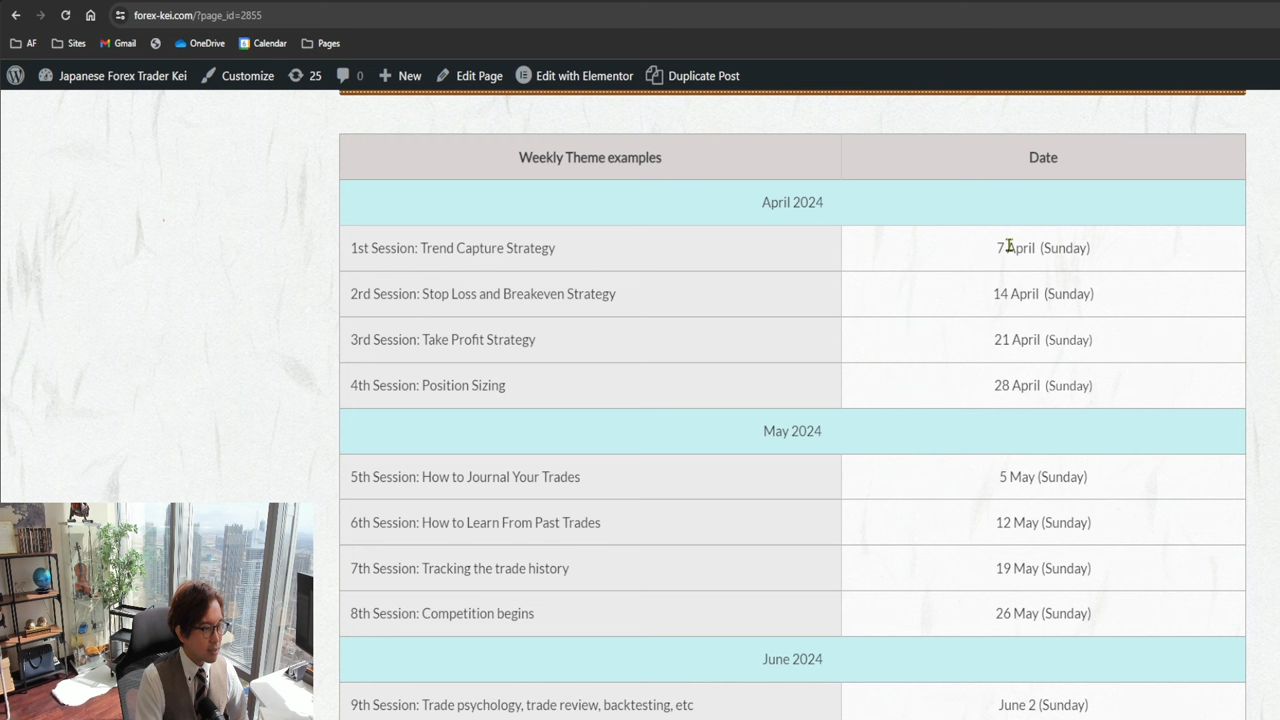 forex-kei.com/?page_id=2855
AF Sites Gmail OneDrive Calendar Pages
Japanese Forex Trader Kei Customize 25 0 New Edit Page Edit with Elementor Duplicate Post
Weekly Theme examples Date
April 2024
1st Session: Trend Capture Strategy 7 April (Sunday)
2rd Session: Stop Loss and Breakeven Strategy 14 April (Sunday)
3rd Session: Take Profit Strategy 21 April (Sunday)
4th Session: Position Sizing 28 April (Sunday)
May 2024
5th Session: How to Journal Your Trades 5 May (Sunday)
6th Session: How to Learn From Past Trades 12 May (Sunday)
7th Session: Tracking the trade history 19 May (Sunday)
8th Session: Competition begins 26 May (Sunday)
June 2024
9th Session: Trade psychology, trade review, backtesting, etc June 2 (Sunday)